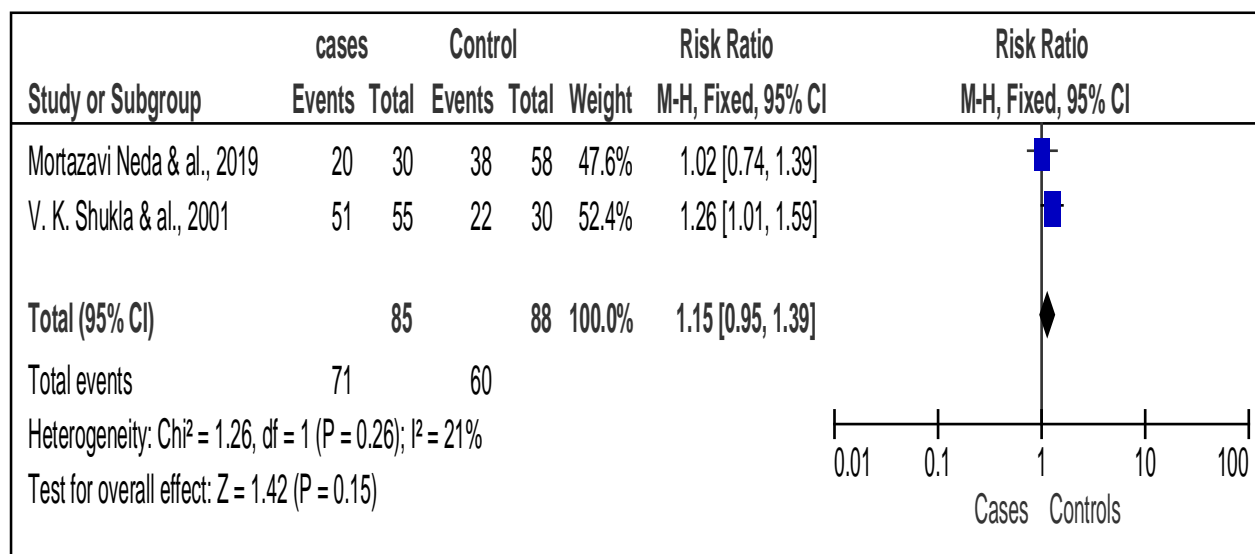 cases Control Risk Ratio Risk Ratio
Study or Subgroup Events Total Events Total Weight M-H, Fixed, 95% CI M-H, Fixed, 95% CI
Mortazavi Neda & al., 2019 20 30 38 58 47.6% 1.02 [0.74, 1.39]
V. K. Shukla & al., 2001 51 55 22 30 52.4% 1.26 [1.01, 1.59]
Total (95% CI) 85 88 100.0% 1.15 [0.95, 1.39]
Total events 71 60
Heterogeneity: Chi² = 1.26, df = 1 (P = 0.26); I² = 21%
Test for overall effect: Z = 1.42 (P = 0.15)
0.01 0.1 1 10 100
Cases Controls